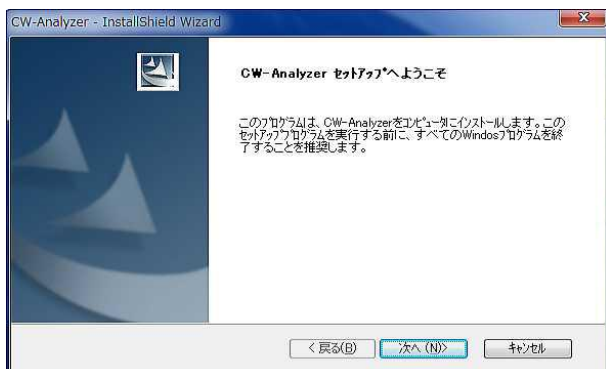 CW-Analyzer - InstallShield Wizard
CW-Analyzer ｾｯﾄｱｯﾌﾟへようこそ
このﾌﾟﾛｸﾞﾗﾑは、CW-Analyzerをｺﾝﾋﾟｭｰﾀにｲﾝｽﾄｰﾙします。この
ｾｯﾄｱｯﾌﾟﾌﾟﾛｸﾞﾗﾑを実行する前に、すべてのWindosﾌﾟﾛｸﾞﾗﾑを終
了することを推奨します。
< 戻る(B)
次へ (N)>
ｷｬﾝｾﾙ